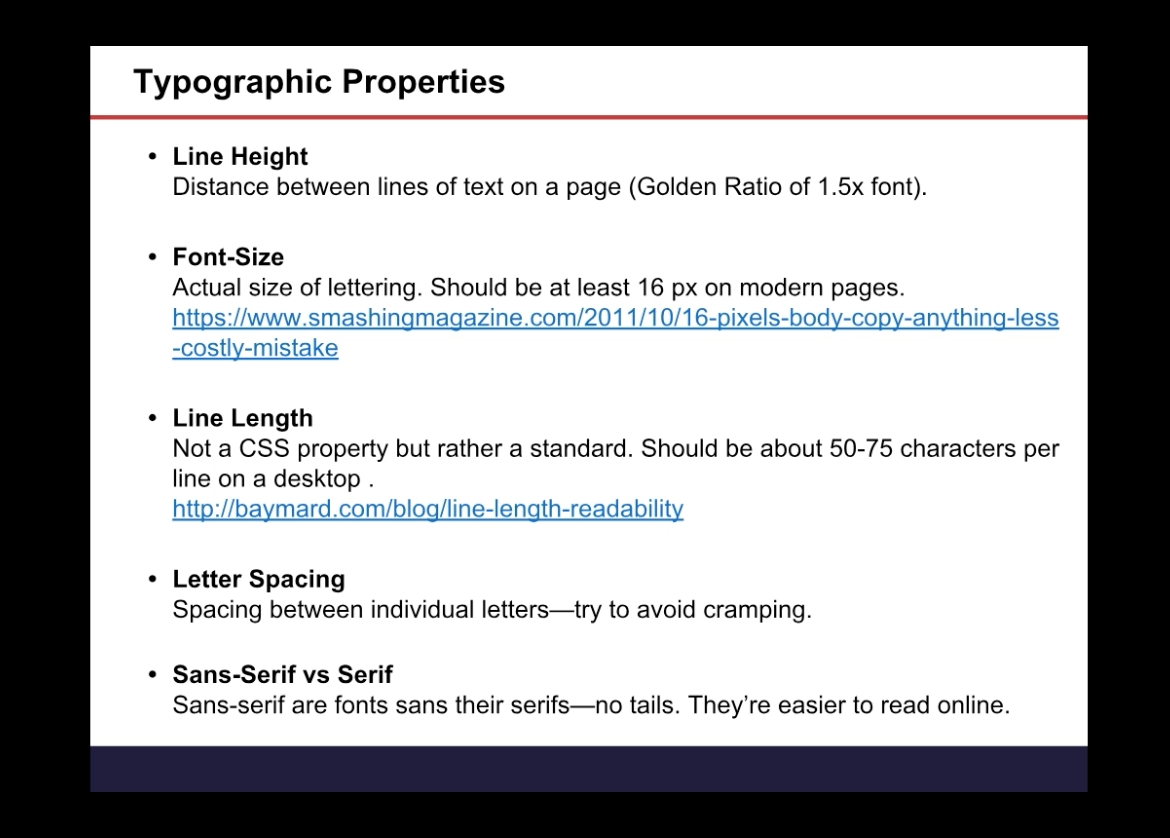 Typographic Properties
• Line Height
Distance between lines of text on a page (Golden Ratio of 1.5x font).
• Font-Size
Actual size of lettering. Should be at least 16 px on modern pages.
https://www.smashingmagazine.com/2011/10/16-pixels-body-copy-anything-less
-costly-mistake
• Line Length
Not a CSS property but rather a standard. Should be about 50-75 characters per
line on a desktop .
http://baymard.com/blog/line-length-readability
• Letter Spacing
Spacing between individual letters—try to avoid cramping.
• Sans-Serif vs Serif
Sans-serif are fonts sans their serifs—no tails. They’re easier to read online.